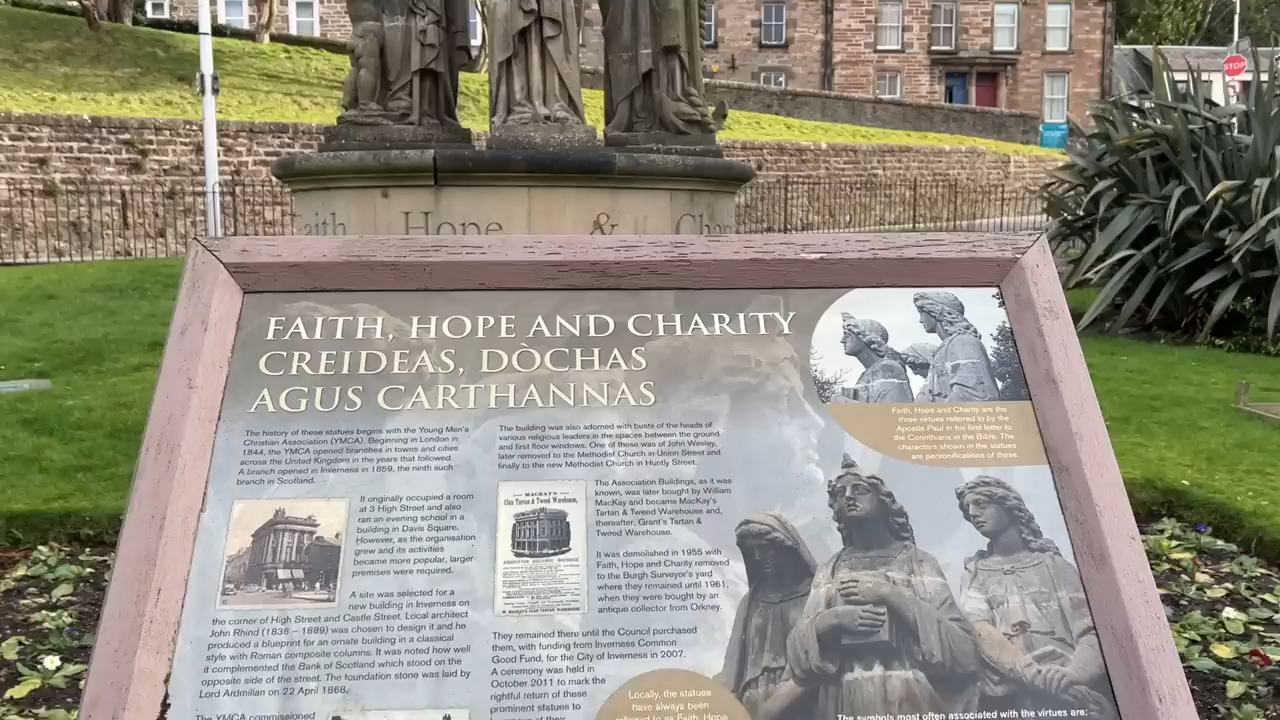 STOP
Faith Hope & Char
FAITH, HOPE AND CHARITY
CREIDEAS, DÒCHAS
AGUS CARTHANNAS
The history of these statues begins with the Young Men's
Christian Association (YMCA). Beginning in London in
1844, the YMCA opened branches in towns and cities
across the United Kingdom in the years that followed.
A branch opened in Inverness in 1859, the ninth such
branch in Scotland.
It originally occupied a room
at 3 High Street and also
ran an evening school in a
building in Davis Square.
However, as the organisation
grew and its activities
became more popular, larger
premises were required.
A site was selected for a
new building in Inverness on
the corner of High Street and Castle Street. Local architect
John Rhind (1836 – 1889) was chosen to design it and he
produced a blueprint for an ornate building in a classical
style with Roman composite columns. It was noted how well
it complemented the Bank of Scotland which stood on the
opposite side of the street. The foundation stone was laid by
Lord Ardmillan on 22 April 1868.
The YMCA commissioned
The building was also adorned with busts of the heads of
various religious leaders in the spaces between the ground
and first floor windows. One of these was of John Wesley,
later removed to the Methodist Church in Union Street and
finally to the new Methodist Church in Huntly Street.
MACKAY'S
Clan Tartan & Tweed Warehouse.
The Association Buildings, as it was
known, was later bought by William
MacKay and became MacKay's
Tartan & Tweed Warehouse and,
thereafter, Grant's Tartan &
Tweed Warehouse.
It was demolished in 1955 with
Faith, Hope and Charity removed
to the Burgh Surveyor's yard
where they remained until 1961,
when they were bought by an
antique collector from Orkney.
They remained there until the Council purchased
them, with funding from Inverness Common
Good Fund, for the City of Inverness in 2007.
A ceremony was held in
October 2011 to mark the
rightful return of these
prominent statues to
Faith, Hope and Charity are the
three virtues referred to by the
Apostle Paul in his first letter to
the Corinthians in the Bible. The
characters shown in the statues
are personifications of these.
Locally, the statues
have always been
referred to as Faith, Hope
The symbols most often associated with the virtues are: